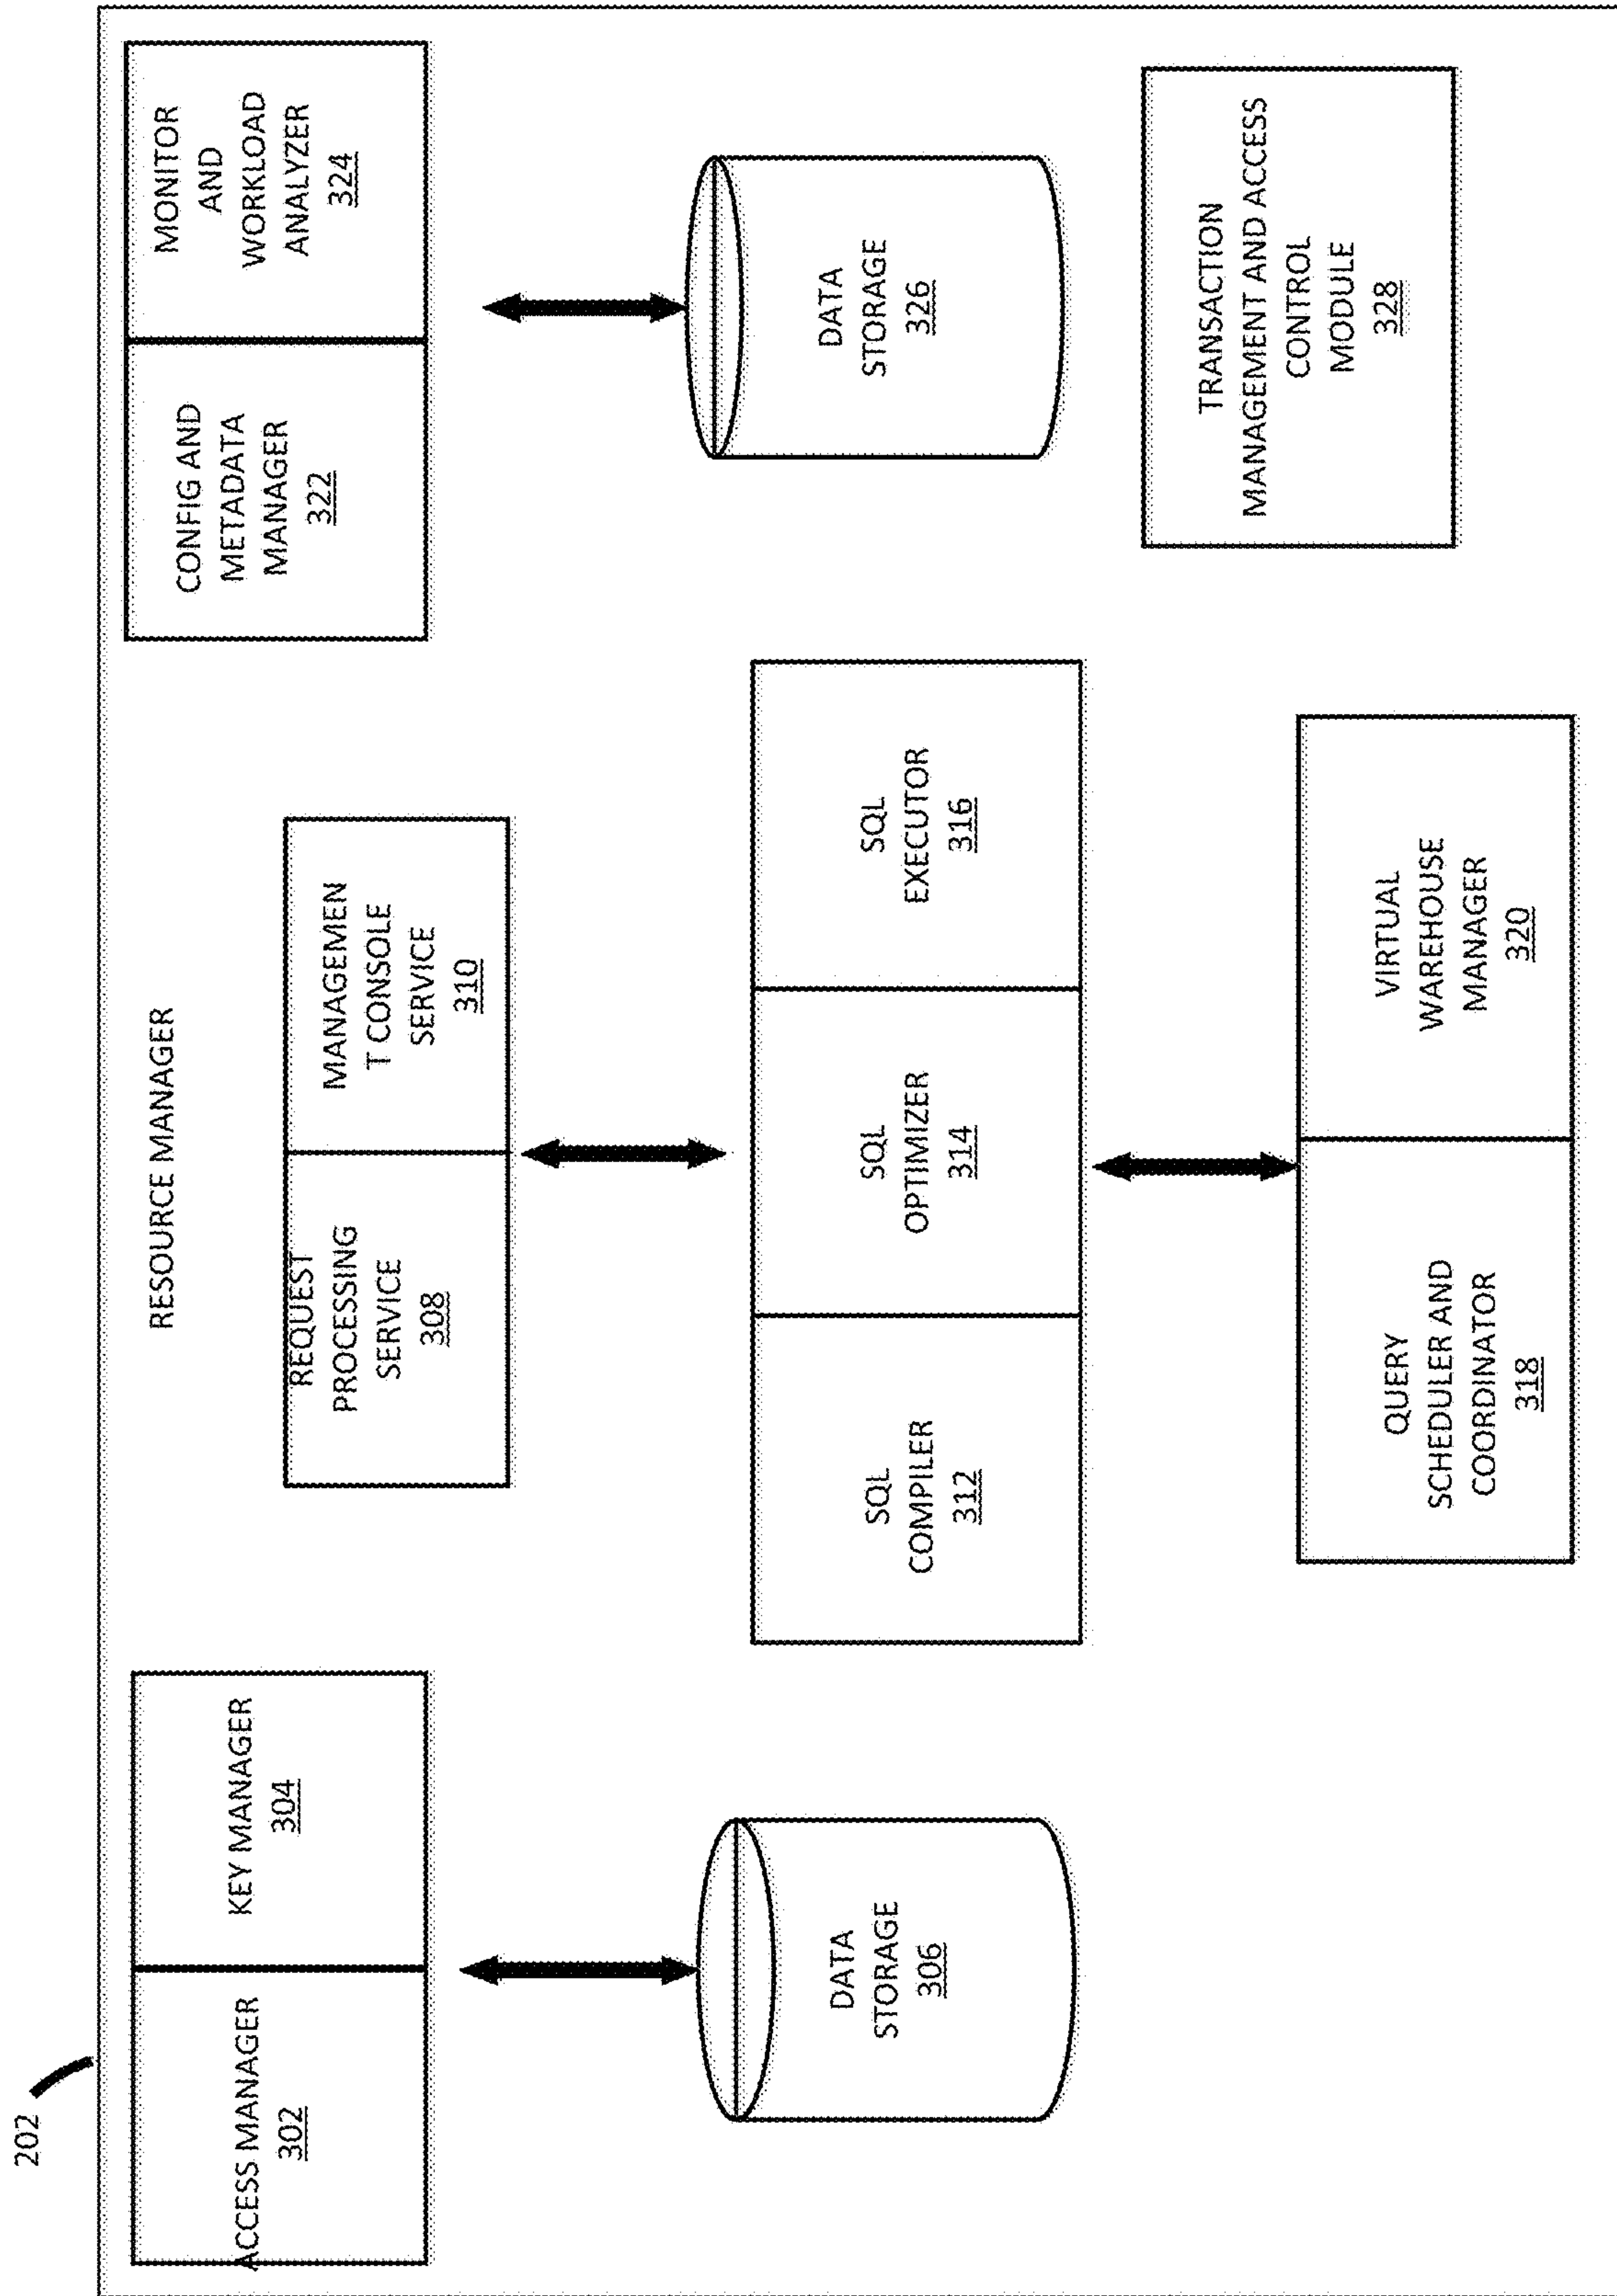 202
RESOURCE MANAGER
ACCESS MANAGER
302
KEY MANAGER
304
REQUEST
PROCESSING
SERVICE
308
MANAGEMEN
T CONSOLE
SERVICE
310
CONFIG AND
METADATA
MANAGER
322
MONITOR
AND
WORKLOAD
ANALYZER
324
DATA
STORAGE
306
SQL
COMPILER
312
SQL
OPTIMIZER
314
SQL
EXECUTOR
316
DATA
STORAGE
326
QUERY
SCHEDULER AND
COORDINATOR
318
VIRTUAL
WAREHOUSE
MANAGER
320
TRANSACTION
MANAGEMENT AND ACCESS
CONTROL
MODULE
328